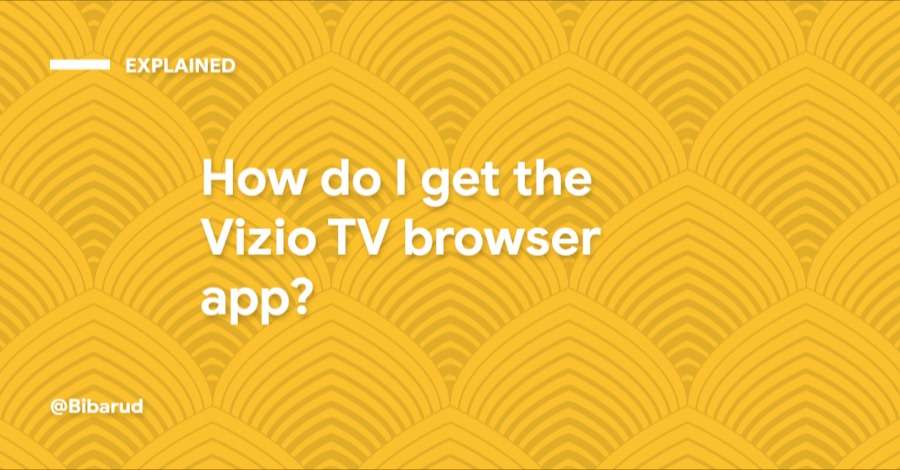 EXPLAINED
How do I get the
Vizio TV browser
app?
@Bibarud